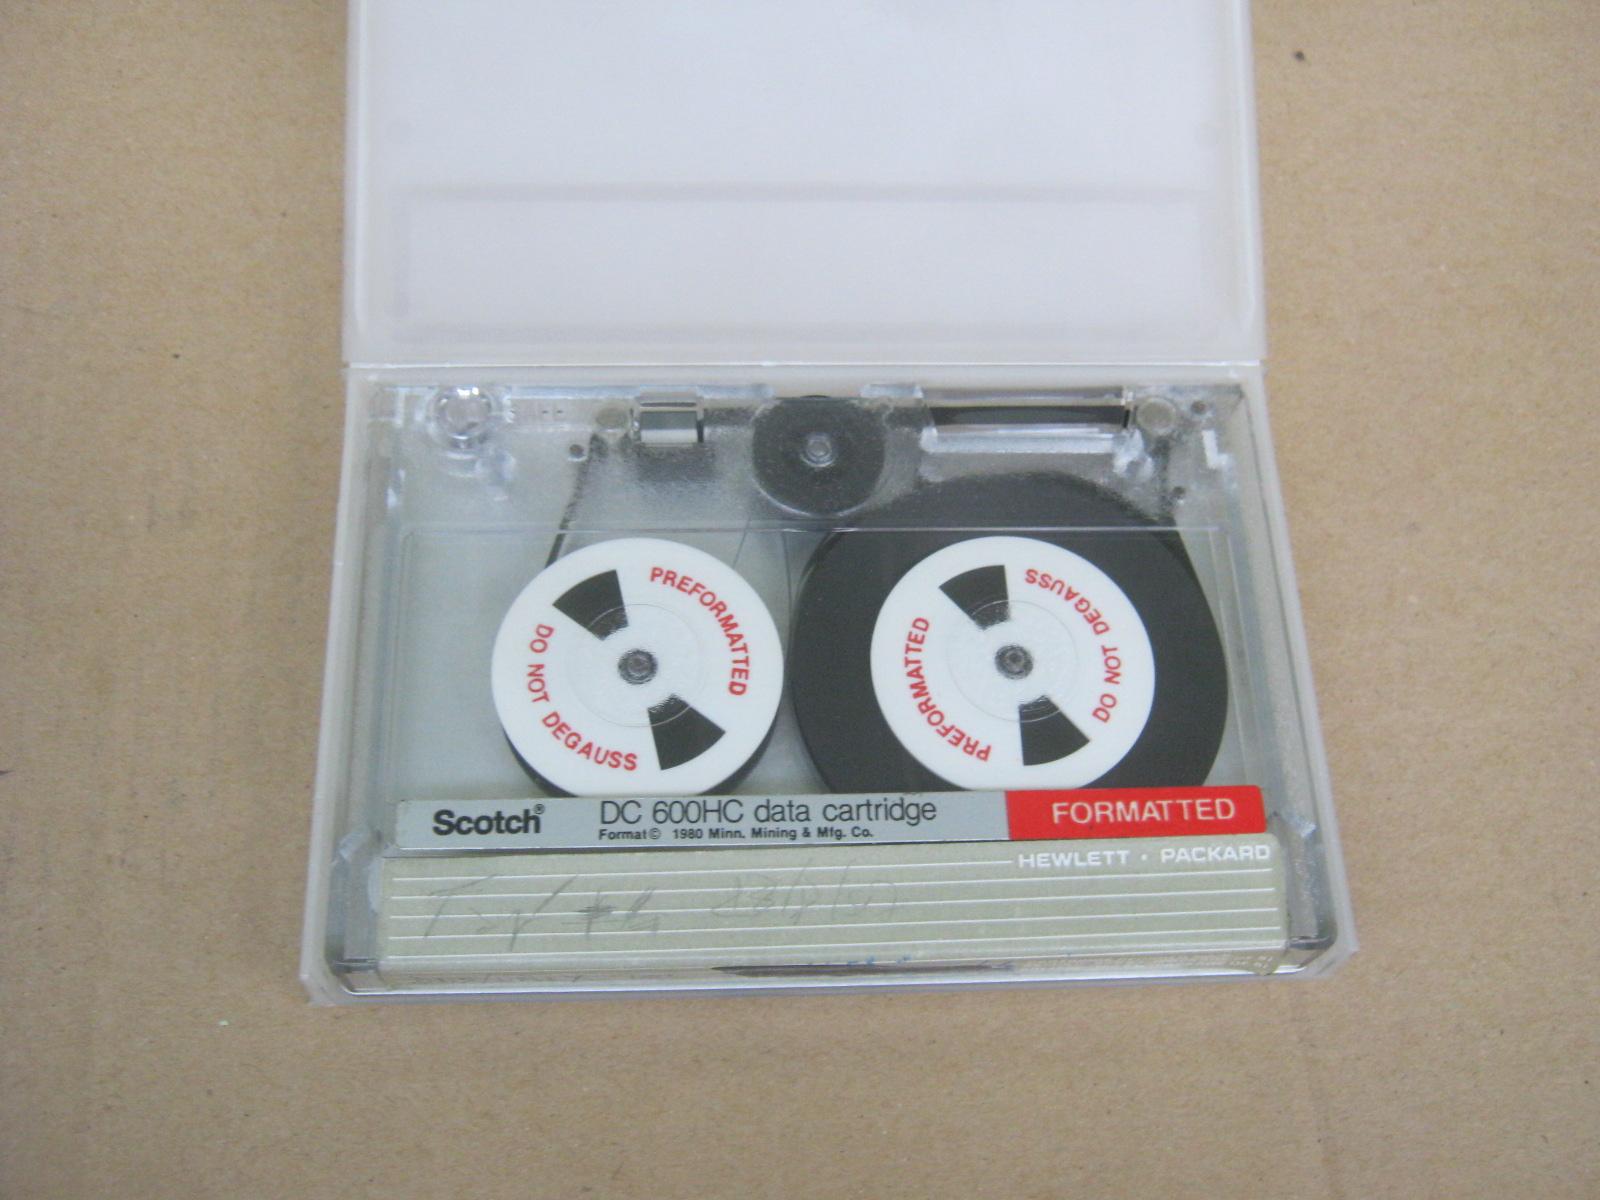 PREFORMATTED
DO NOT DEGAUSS
PREFORMATTED
DO NOT DEGAUSS
Scotch® DC 600HC data cartridge FORMATTED
Format© 1980 Minn. Mining & Mfg. Co.
HEWLETT · PACKARD